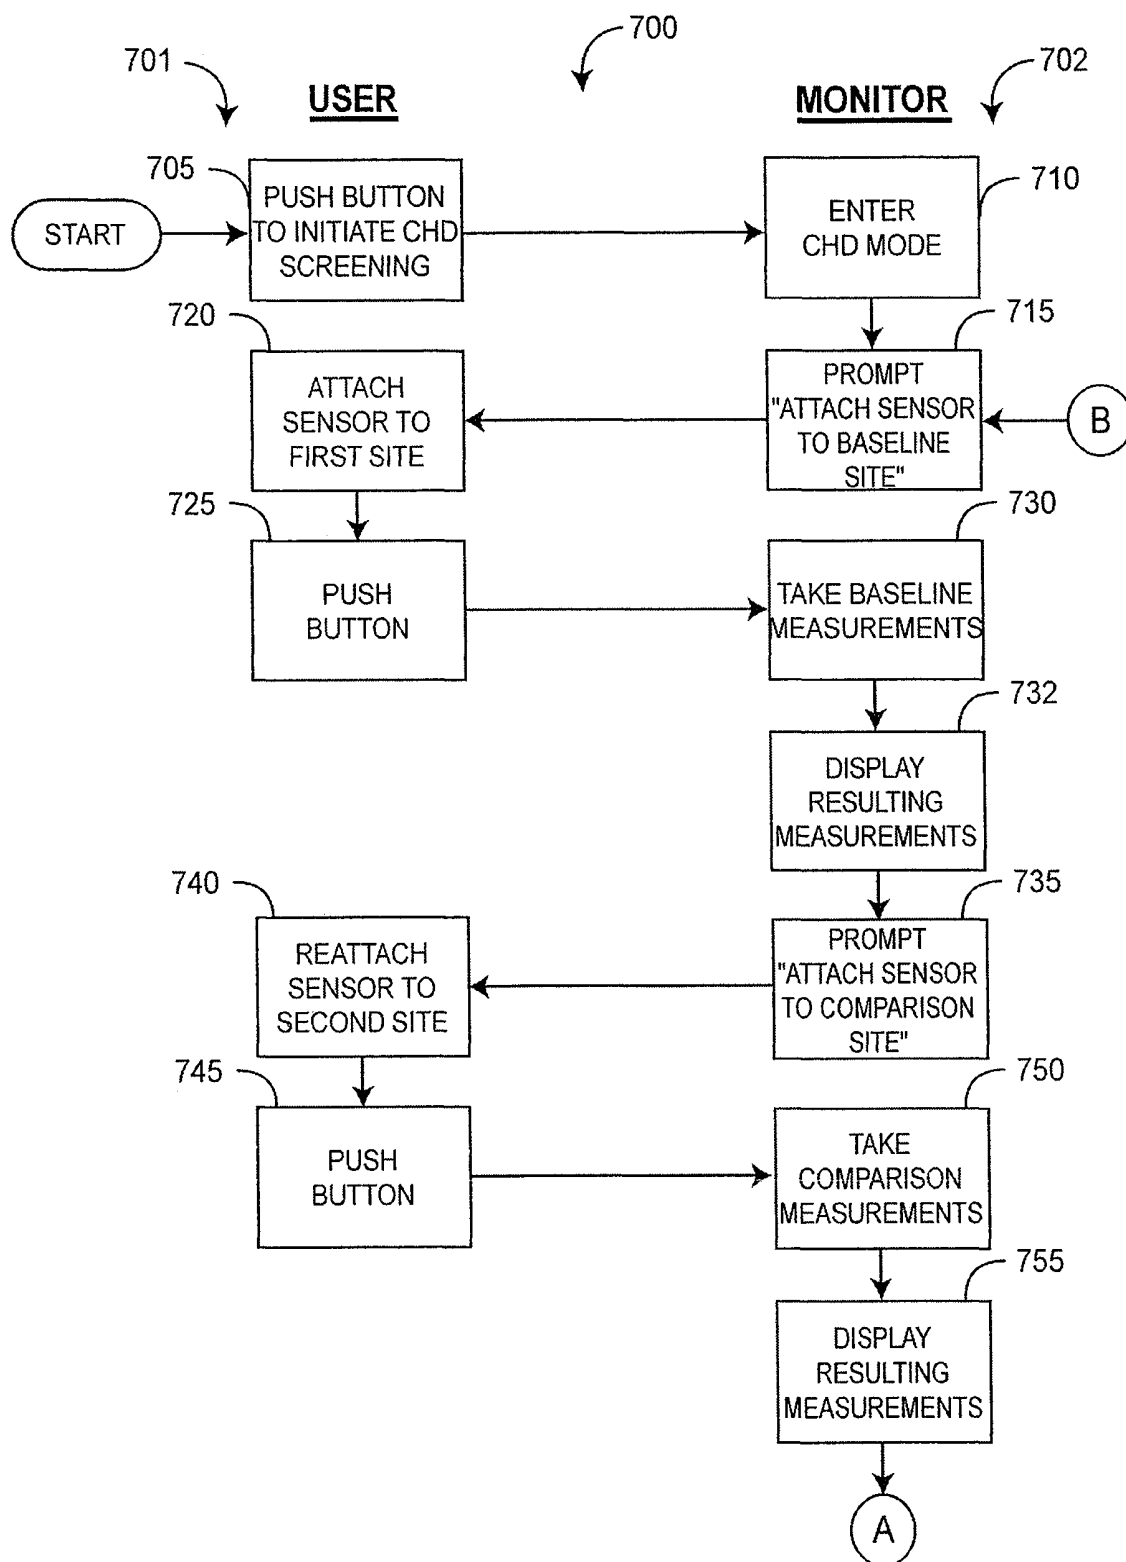 700
701
702
USER
MONITOR
705
710
START
PUSH BUTTON
TO INITIATE CHD
SCREENING
ENTER
CHD MODE
720
715
ATTACH
SENSOR TO
FIRST SITE
PROMPT
"ATTACH SENSOR
TO BASELINE
SITE"
B
725
730
PUSH
BUTTON
TAKE BASELINE
MEASUREMENTS
732
DISPLAY
RESULTING
MEASUREMENTS
740
735
REATTACH
SENSOR TO
SECOND SITE
PROMPT
"ATTACH SENSOR
TO COMPARISON
SITE"
745
750
PUSH
BUTTON
TAKE
COMPARISON
MEASUREMENTS
755
DISPLAY
RESULTING
MEASUREMENTS
A